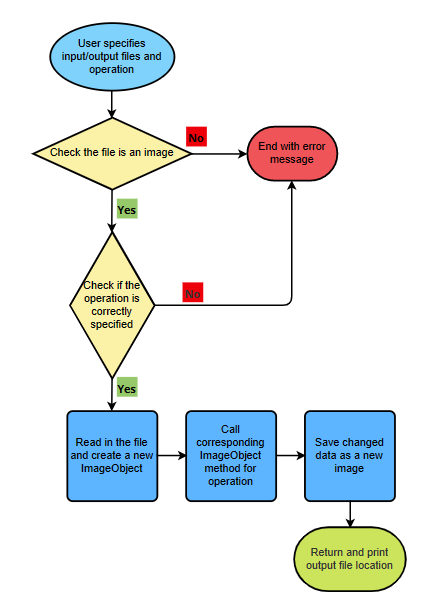 User specifies
input/output files and
operation
Check the file is an image
No
End with error
message
Yes
Check if the
operation is
correctly
specified
No
Yes
Read in the file
and create a new
ImageObject
Call
corresponding
ImageObject
method for
operation
Save changed
data as a new
image
Return and print
output file location